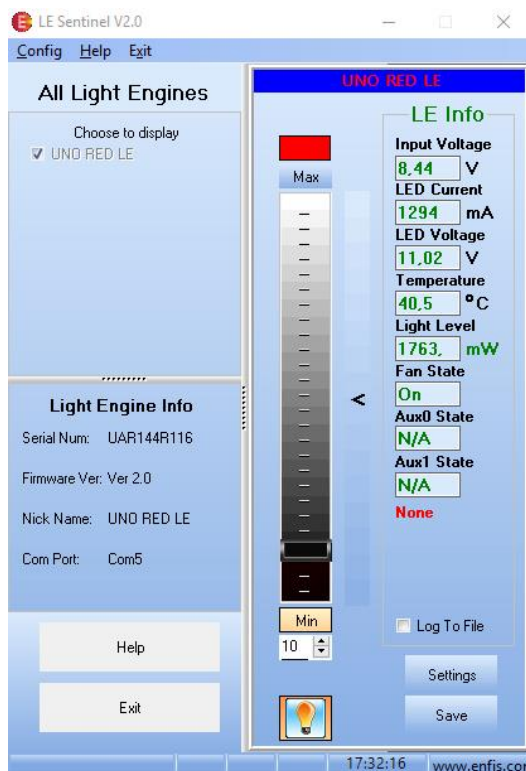 LE Sentinel V2.0
Config Help Exit
All Light Engines
Choose to display
UNO RED LE
Light Engine Info
Serial Num: UAR144R116
Firmware Ver: Ver 2.0
Nick Name: UNO RED LE
Com Port: Com5
Help
Exit
UNO RED LE
Max
<
Min
10
LE Info
Input Voltage
8,44 V
LED Current
1294 mA
LED Voltage
11,02 V
Temperature
40,5 °C
Light Level
1763, mW
Fan State
On
Aux0 State
N/A
Aux1 State
N/A
None
Log To File
Settings
Save
17:32:16 www.enfis.co